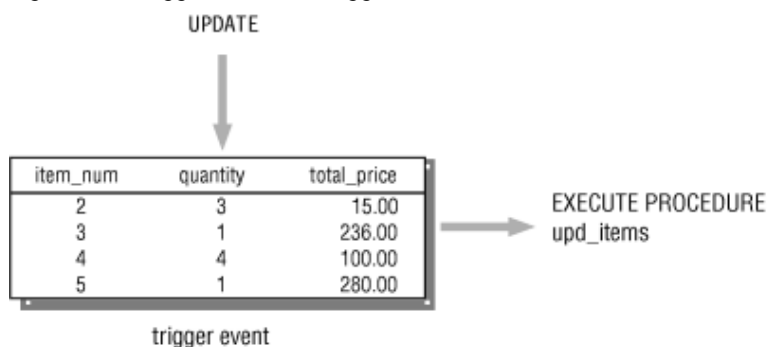 UPDATE
item_num quantity total_price
2 3 15.00
3 1 236.00
4 4 100.00
5 1 280.00
EXECUTE PROCEDURE
upd_items
trigger event